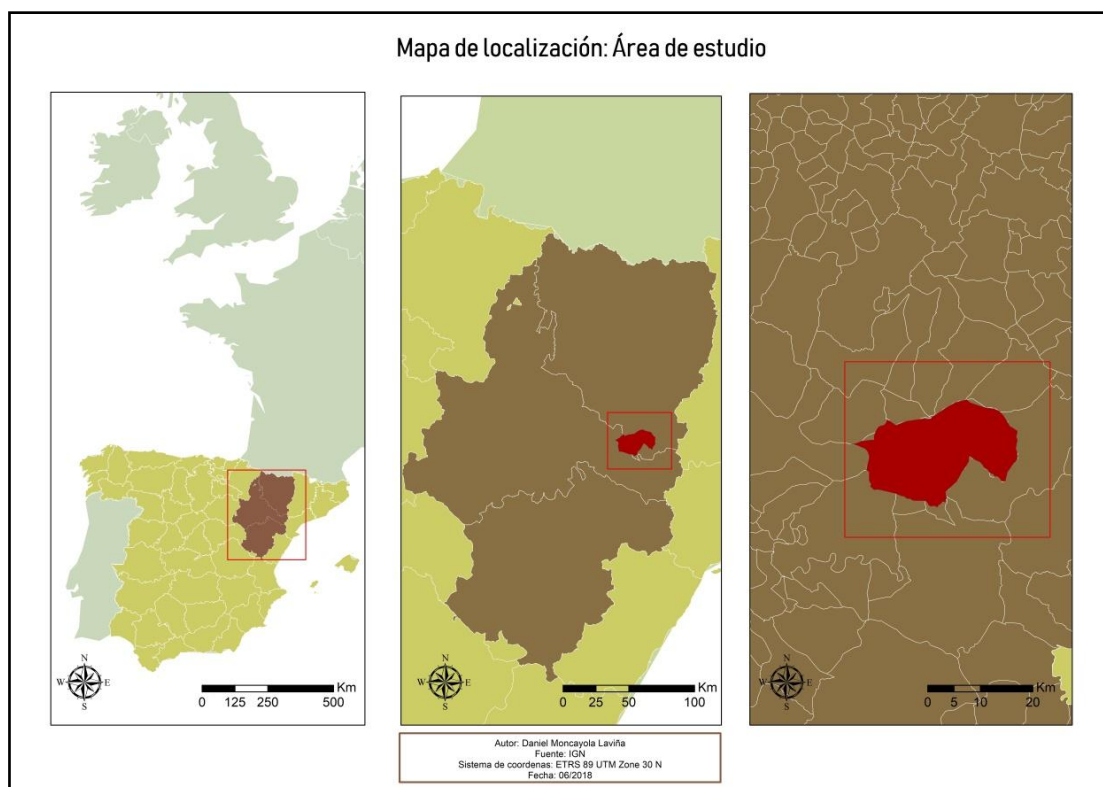 Mapa de localización: Área de estudio
N
W E
S
Km
0 125 250 500
N
W E
S
Km
0 25 50 100
N
W E
S
Km
0 5 10 20
Autor: Daniel Moncayola Laviña
Fuente: IGN
Sistema de coordenas: ETRS 89 UTM Zone 30 N
Fecha: 06/2018